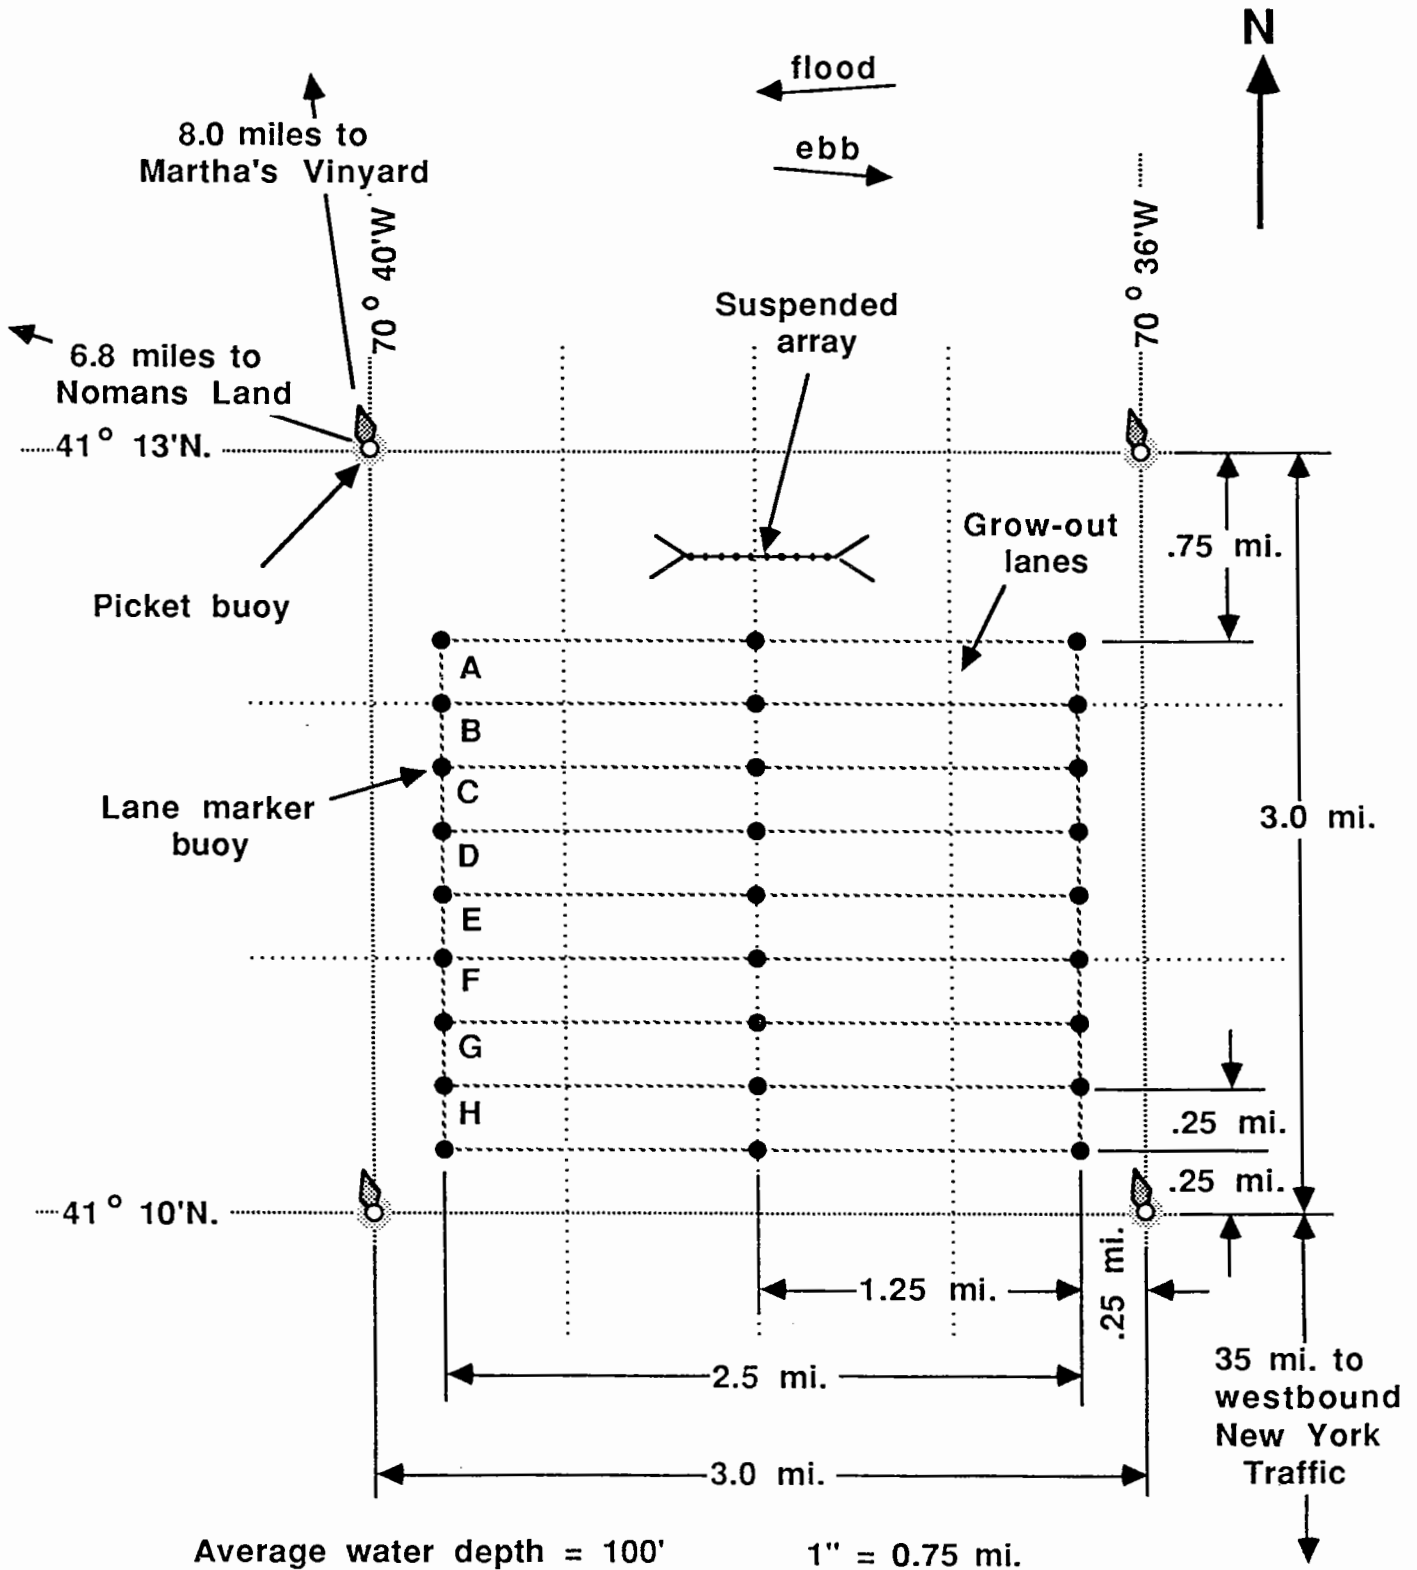 N
flood
8.0 miles to
Martha's Vinyard
ebb
70° 40'W
70° 36'W
Suspended
array
6.8 miles to
Nomans Land
41° 13'N.
Grow-out
lanes
.75 mi.
Picket buoy
A
B
C
Lane marker
buoy
3.0 mi.
D
E
F
G
H
.25 mi.
.25 mi.
41° 10'N.
1.25 mi.
.25 mi.
2.5 mi.
35 mi. to
westbound
New York
Traffic
3.0 mi.
Average water depth = 100'
1" = 0.75 mi.